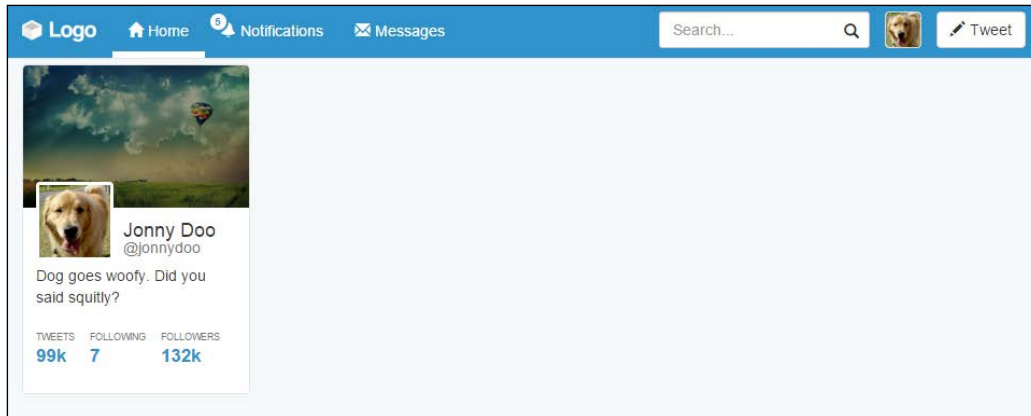 Logo Home 5 Notifications Messages Search... Tweet
Jonny Doo
@jonnydoo
Dog goes woofy. Did you
said squitly?
TWEETS FOLLOWING FOLLOWERS
99k 7 132k